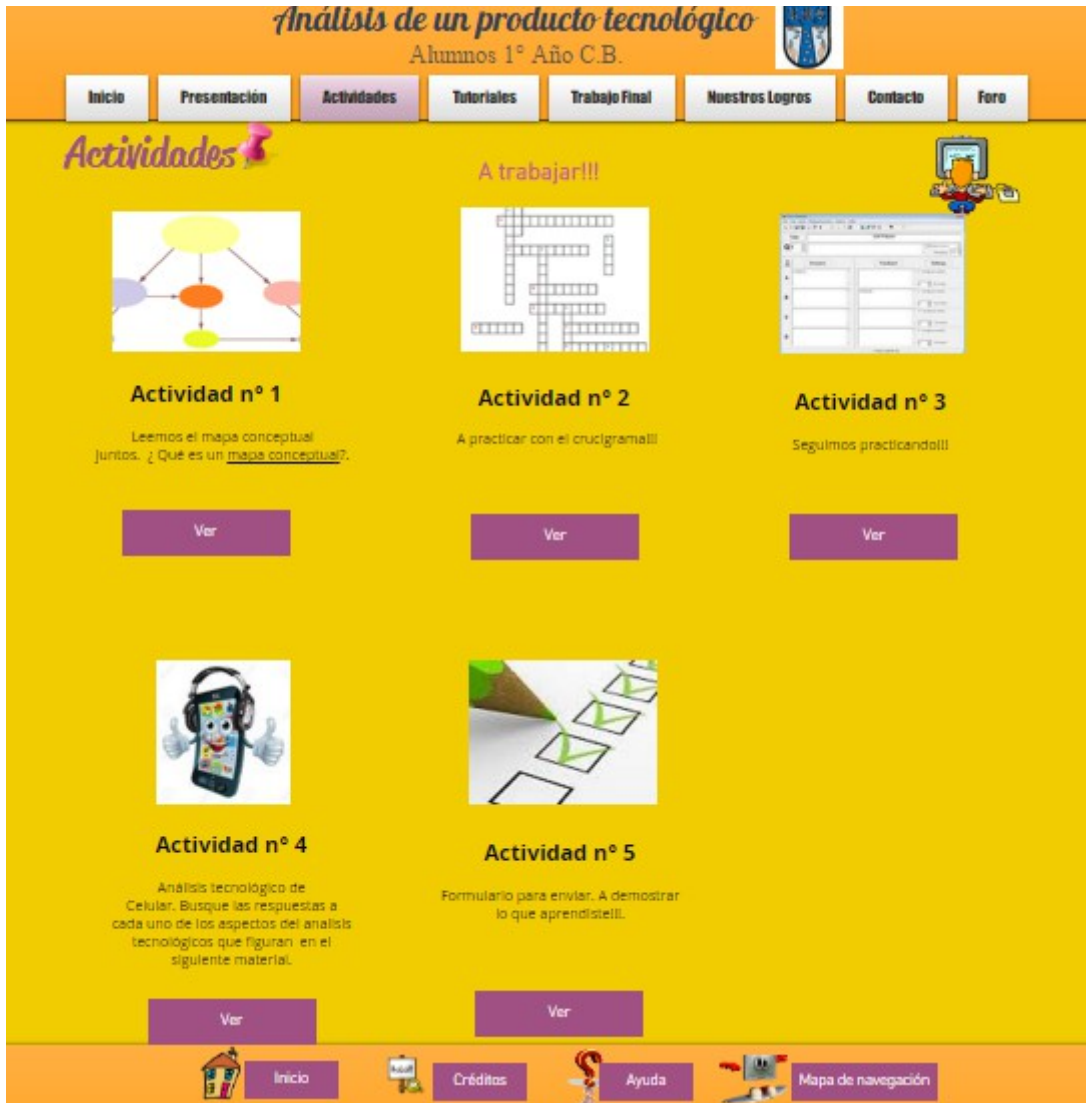 Análisis de un producto tecnológico
Alumnos 1° Año C.B.
Inicio
Presentación
Actividades
Tutoriales
Trabajo Final
Nuestros Logros
Contacto
Foro
Actividades
A trabajar!!!
Actividad n° 1
Leemos el mapa conceptual
juntos. ¿ Qué es un mapa conceptual?.
Ver
Actividad n° 2
A practicar con el crucigrama!!!
Ver
Actividad n° 3
Seguimos practicando!!!
Ver
Actividad n° 4
Análisis tecnológico de
Celular. Busque las respuestas a
cada uno de los aspectos del analisis
tecnológicos que figuran en el
siguiente material.
Ver
Actividad n° 5
Formulario para enviar. A demostrar
lo que aprendiste!!!.
Ver
Inicio
Créditos
Ayuda
Mapa de navegación